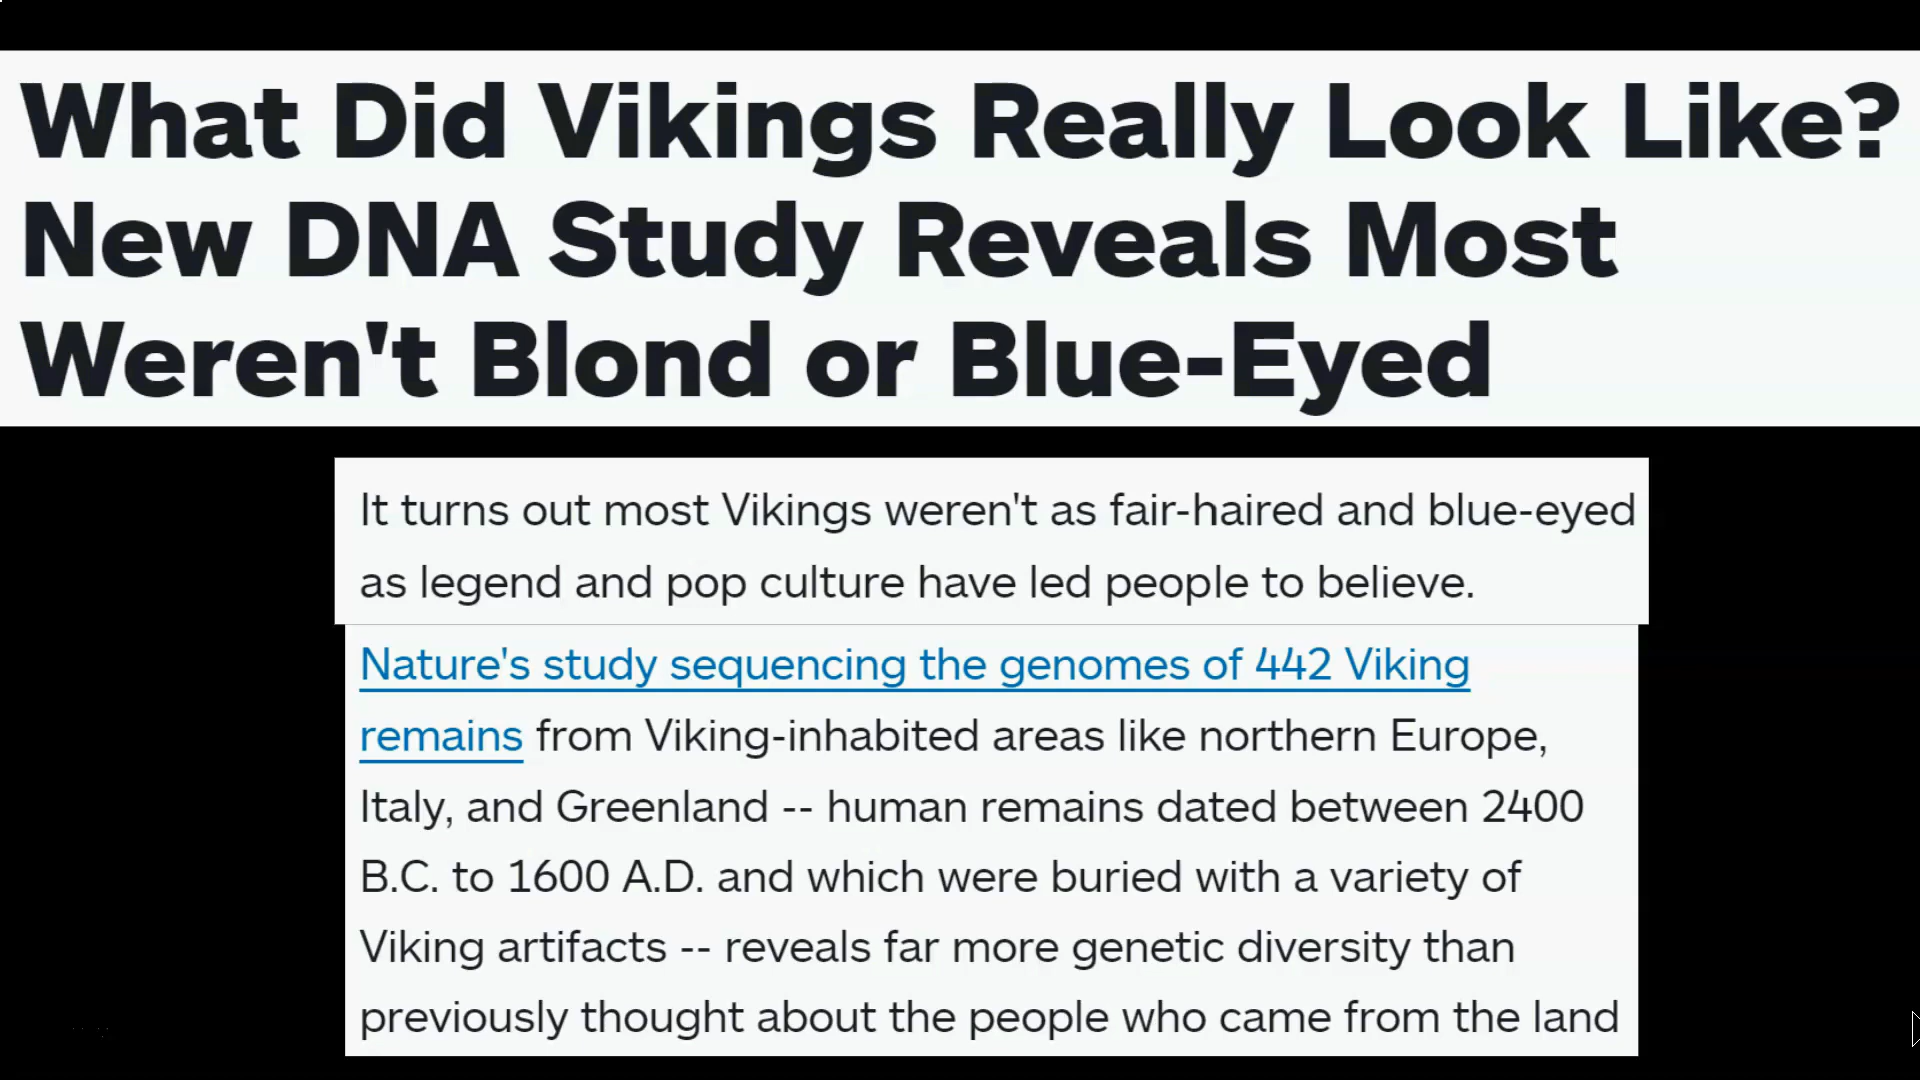 What Did Vikings Really Look Like?
New DNA Study Reveals Most
Weren't Blond or Blue-Eyed
It turns out most Vikings weren't as fair-haired and blue-eyed
as legend and pop culture have led people to believe.
Nature's study sequencing the genomes of 442 Viking
remains from Viking-inhabited areas like northern Europe,
Italy, and Greenland -- human remains dated between 2400
B.C. to 1600 A.D. and which were buried with a variety of
Viking artifacts -- reveals far more genetic diversity than
previously thought about the people who came from the land